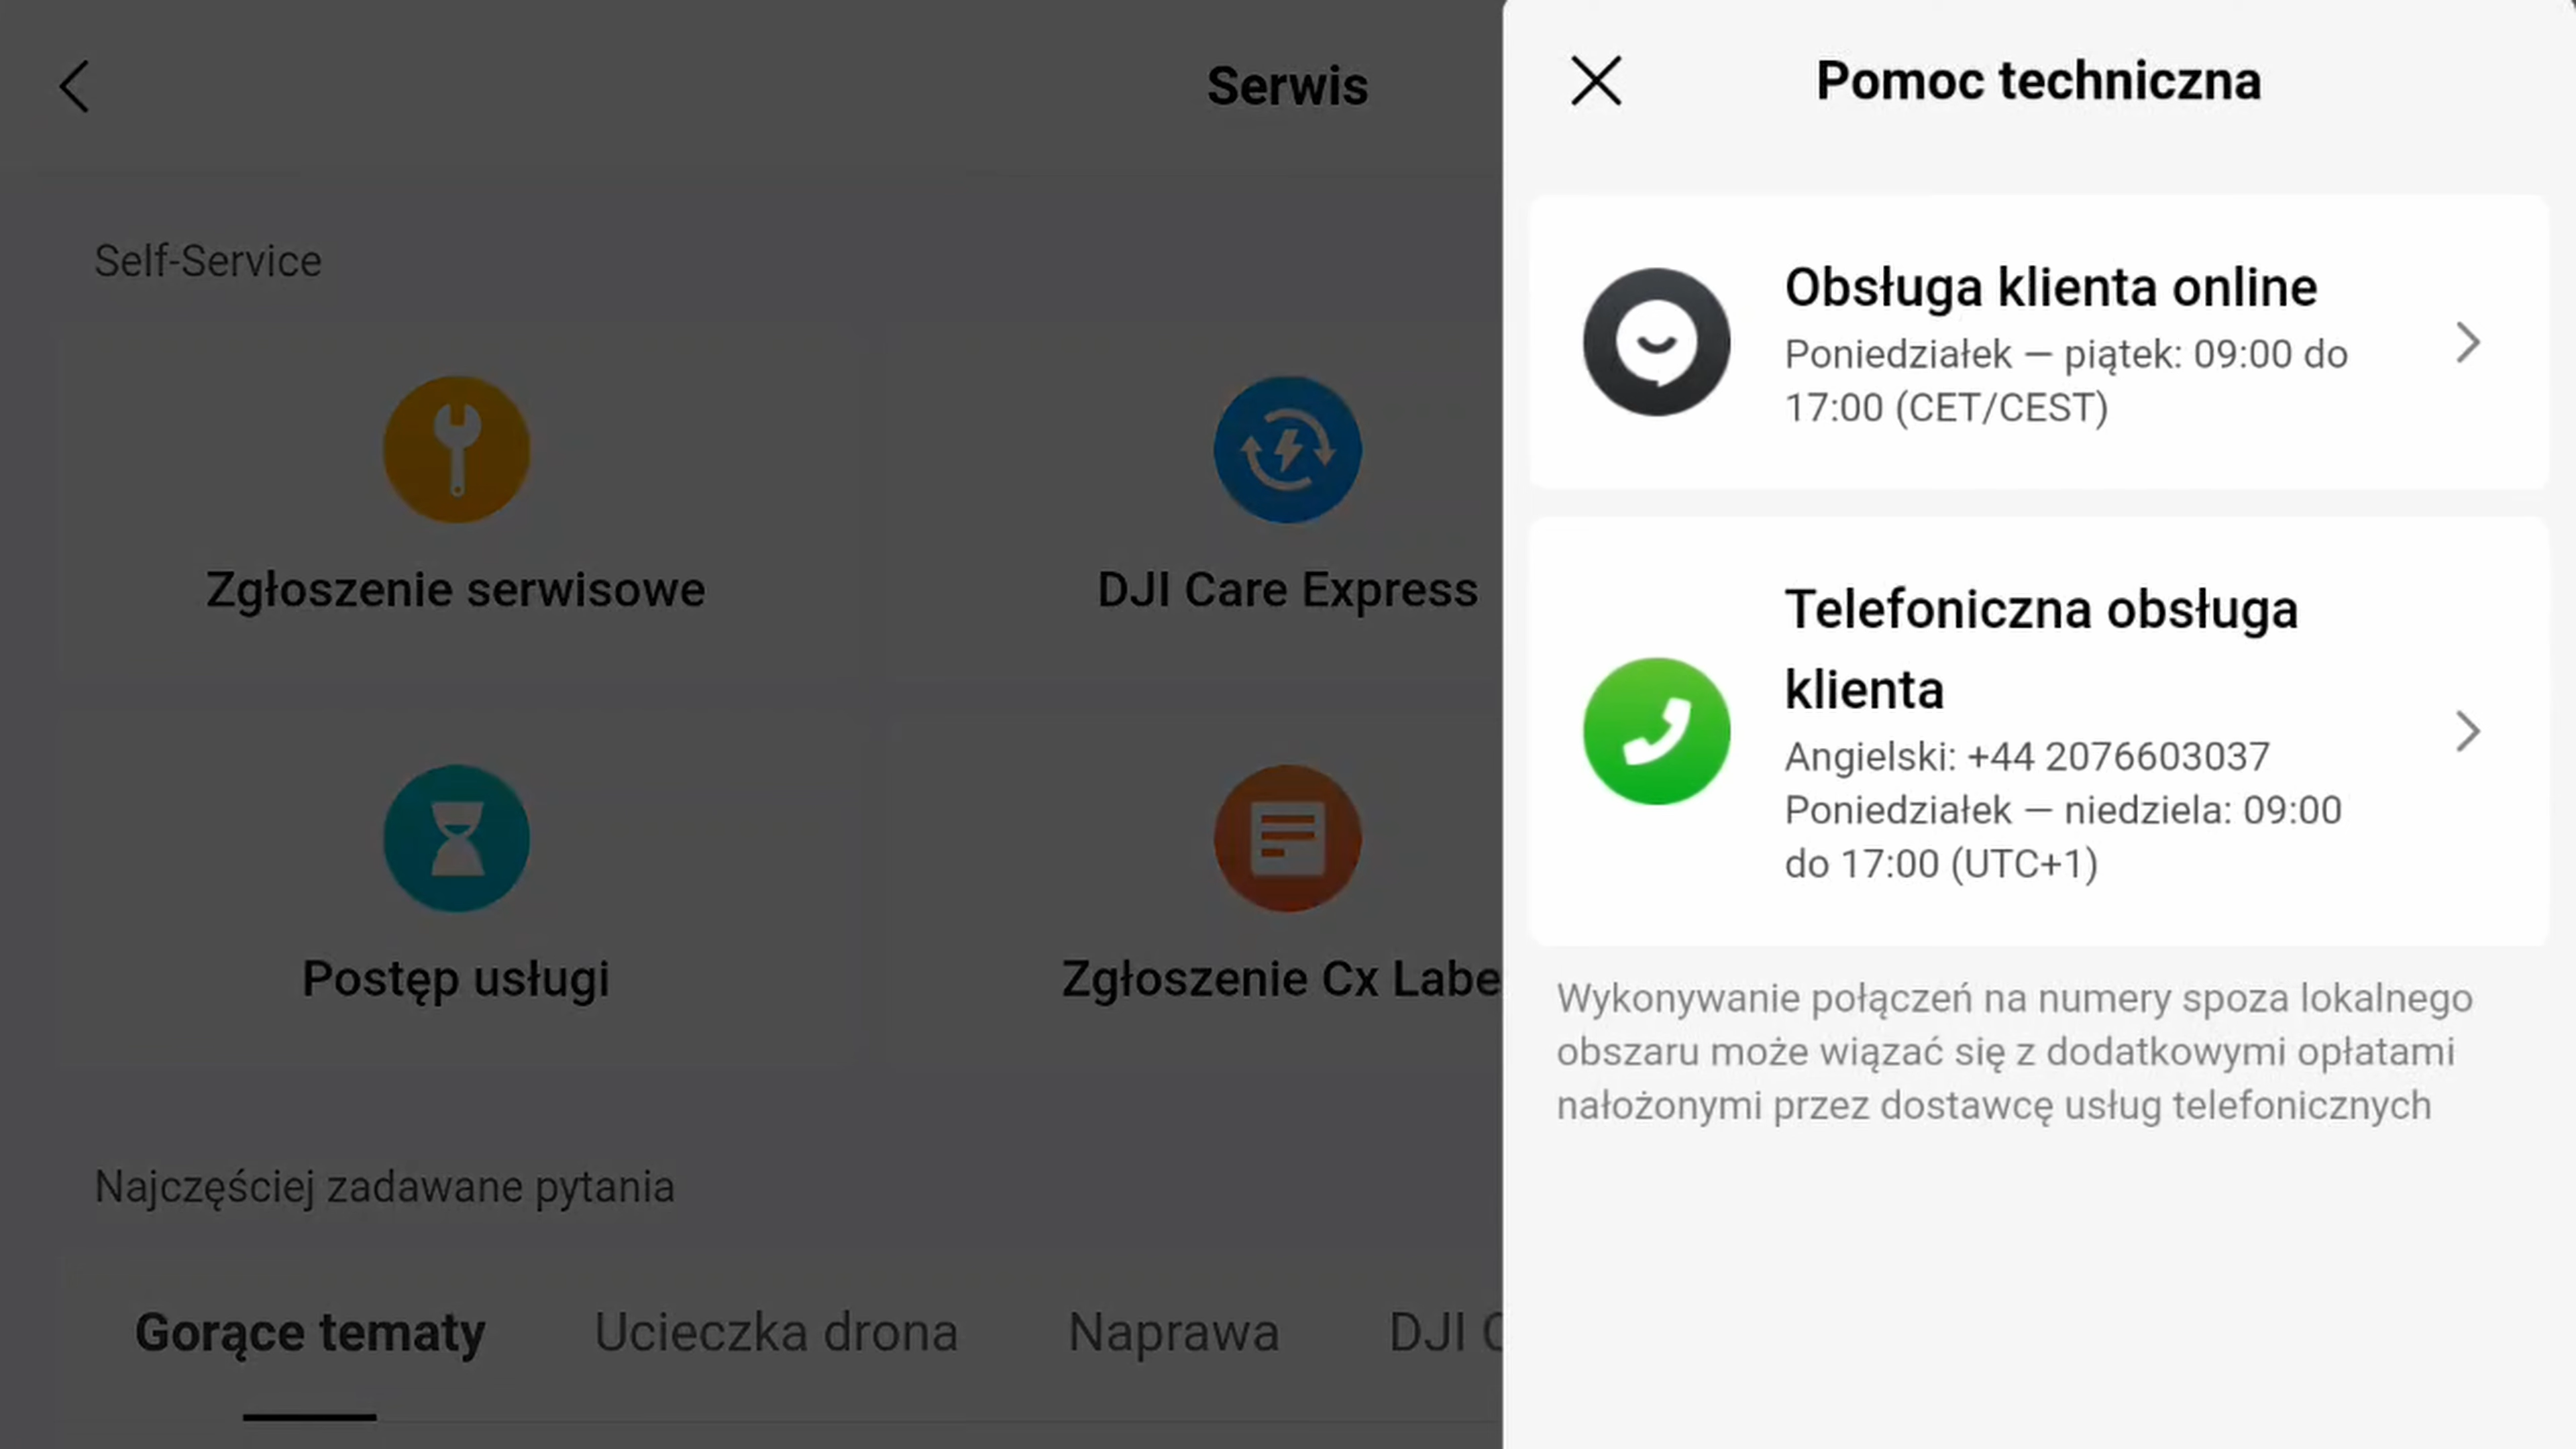 Serwis
Self-Service
Zgłoszenie serwisowe
DJI Care Express
Postęp usługi
Zgłoszenie Cx Labe
Najczęściej zadawane pytania
Gorące tematy
Ucieczka drona
Naprawa
DJI
Pomoc techniczna
Obsługa klienta online
Poniedziałek — piątek: 09:00 do
17:00 (CET/CEST)
Telefoniczna obsługa
klienta
Angielski: +44 2076603037
Poniedziałek — niedziela: 09:00
do 17:00 (UTC+1)
Wykonywanie połączeń na numery spoza lokalnego
obszaru może wiązać się z dodatkowymi opłatami
nałożonymi przez dostawcę usług telefonicznych